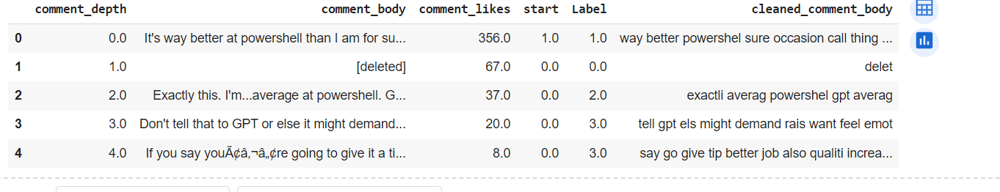 comment_depth comment_body comment_likes start Label cleaned_comment_body
0 0.0 It's way better at powershell than I am for su... 356.0 1.0 1.0 way better powershel sure occasion call thing ...
1 1.0 [deleted] 67.0 0.0 0.0 delet
2 2.0 Exactly this. I'm...average at powershell. G... 37.0 0.0 2.0 exactli averag powershel gpt averag
3 3.0 Don't tell that to GPT or else it might demand... 20.0 0.0 3.0 tell gpt els might demand rais want feel emot
4 4.0 If you say youÃ¢â‚¬â„¢re going to give it a ti... 8.0 0.0 3.0 say go give tip better job also qualiti increa...